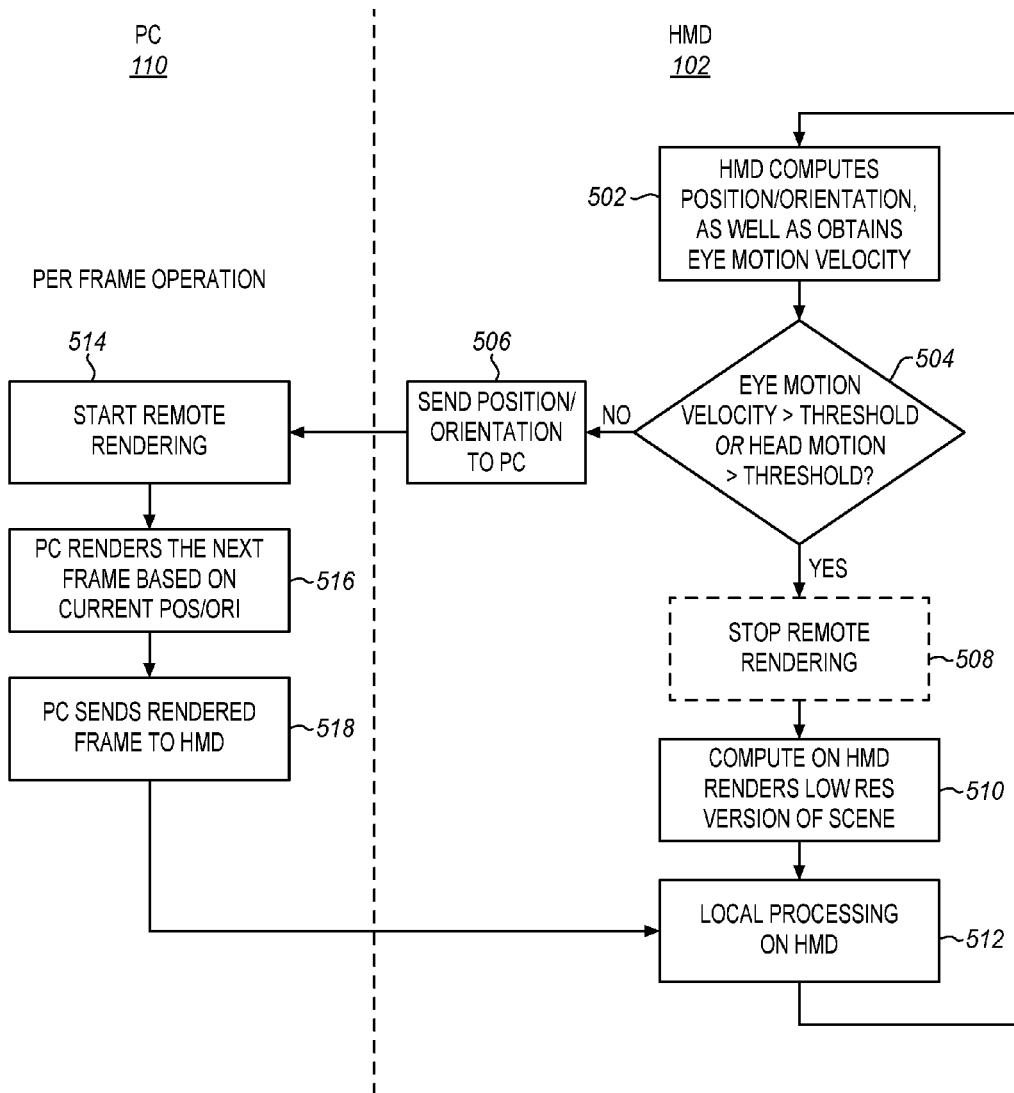 PC
110
HMD
102
HMD COMPUTES
POSITION/ORIENTATION,
AS WELL AS OBTAINS
EYE MOTION VELOCITY
502
PER FRAME OPERATION
504
EYE MOTION
VELOCITY > THRESHOLD
OR HEAD MOTION
> THRESHOLD?
NO
YES
506
SEND POSITION/
ORIENTATION
TO PC
514
START REMOTE
RENDERING
PC RENDERS THE NEXT
FRAME BASED ON
CURRENT POS/ORI
516
PC SENDS RENDERED
FRAME TO HMD
518
STOP REMOTE
RENDERING
508
COMPUTE ON HMD
RENDERS LOW RES
VERSION OF SCENE
510
LOCAL PROCESSING
ON HMD
512